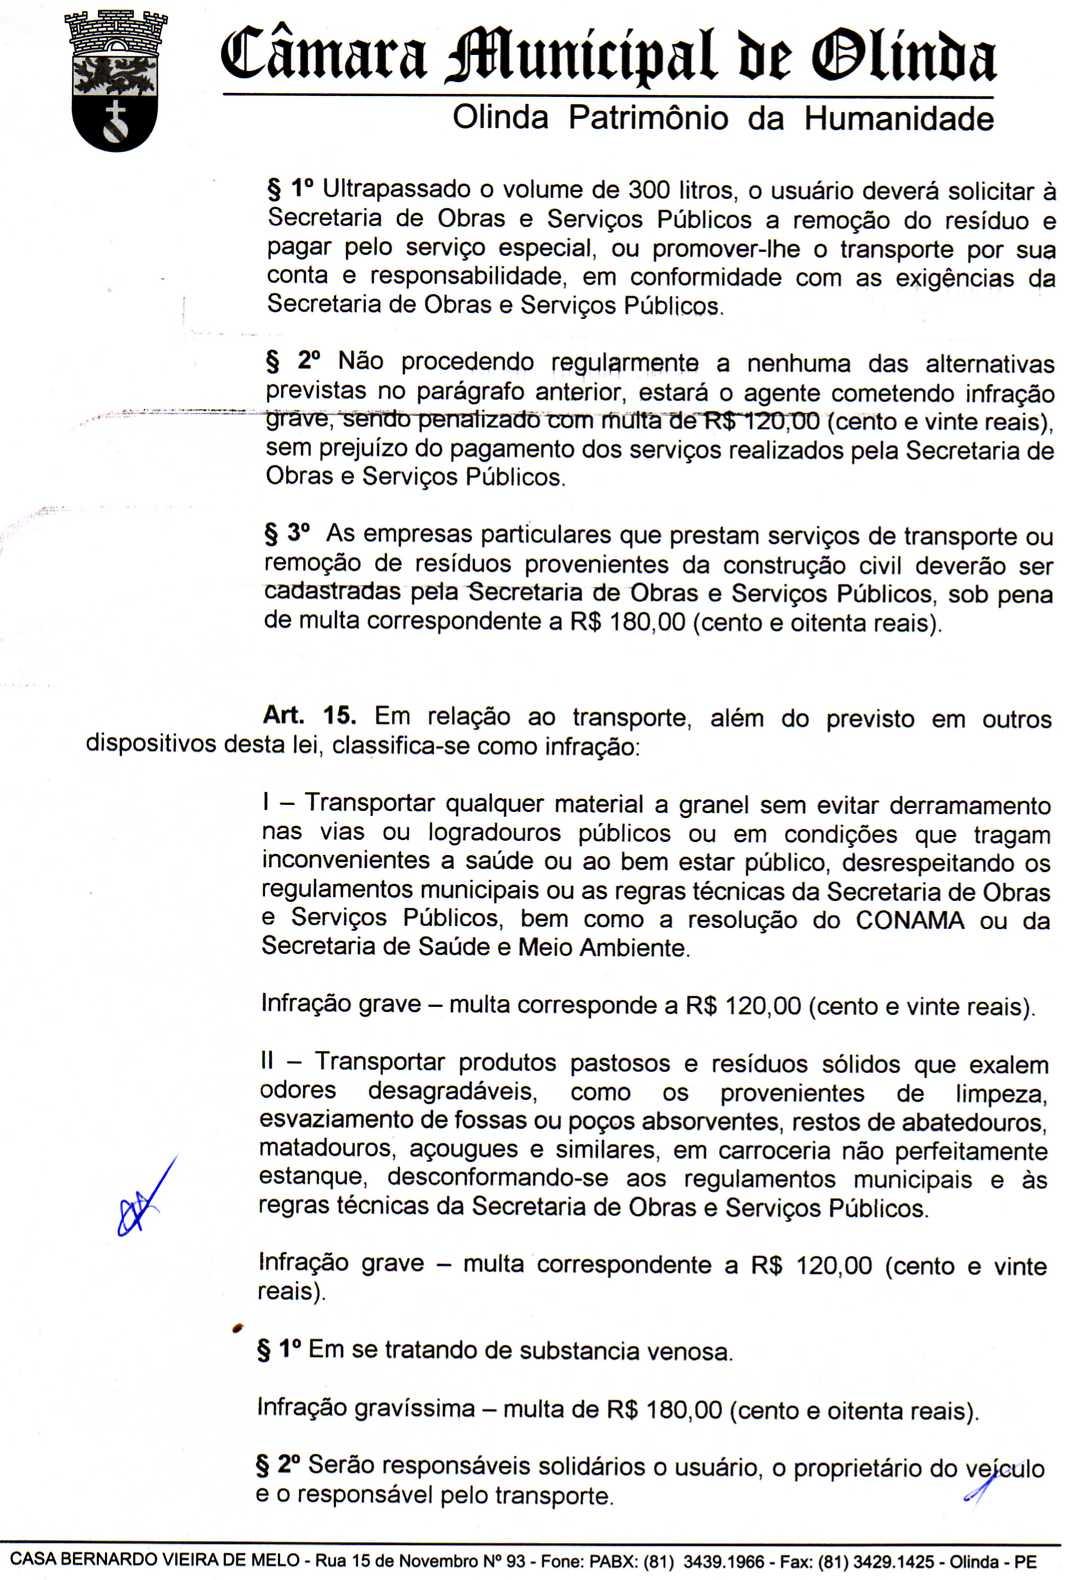 Câmara Municipal de Olinda
Olinda Patrimônio da Humanidade
§ 1º Ultrapassado o volume de 300 litros, o usuário deverá solicitar à
Secretaria de Obras e Serviços Públicos a remoção do resíduo e
pagar pelo serviço especial, ou promover-lhe o transporte por sua
conta e responsabilidade, em conformidade com as exigências da
Secretaria de Obras e Serviços Públicos.
§ 2º Não procedendo regularmente a nenhuma das alternativas
previstas no parágrafo anterior, estará o agente cometendo infração
grave, sendo penalizado com multa de R$ 120,00 (cento e vinte reais),
sem prejuízo do pagamento dos serviços realizados pela Secretaria de
Obras e Serviços Públicos.
§ 3º As empresas particulares que prestam serviços de transporte ou
remoção de resíduos provenientes da construção civil deverão ser
cadastradas pela Secretaria de Obras e Serviços Públicos, sob pena
de multa correspondente a R$ 180,00 (cento e oitenta reais).
Art. 15. Em relação ao transporte, além do previsto em outros
dispositivos desta lei, classifica-se como infração:
I – Transportar qualquer material a granel sem evitar derramamento
nas vias ou logradouros públicos ou em condições que tragam
inconvenientes a saúde ou ao bem estar público, desrespeitando os
regulamentos municipais ou as regras técnicas da Secretaria de Obras
e Serviços Públicos, bem como a resolução do CONAMA ou da
Secretaria de Saúde e Meio Ambiente.
Infração grave – multa corresponde a R$ 120,00 (cento e vinte reais).
II – Transportar produtos pastosos e resíduos sólidos que exalem
odores desagradáveis, como os provenientes de limpeza,
esvaziamento de fossas ou poços absorventes, restos de abatedouros,
matadouros, açougues e similares, em carroceria não perfeitamente
estanque, desconformando-se aos regulamentos municipais e às
regras técnicas da Secretaria de Obras e Serviços Públicos.
Infração grave – multa correspondente a R$ 120,00 (cento e vinte
reais).
§ 1º Em se tratando de substancia venosa.
Infração gravíssima – multa de R$ 180,00 (cento e oitenta reais).
§ 2º Serão responsáveis solidários o usuário, o proprietário do veículo
e o responsável pelo transporte.
CASA BERNARDO VIEIRA DE MELO - Rua 15 de Novembro Nº 93 - Fone: PABX: (81) 3439.1966 - Fax: (81) 3429.1425 - Olinda - PE